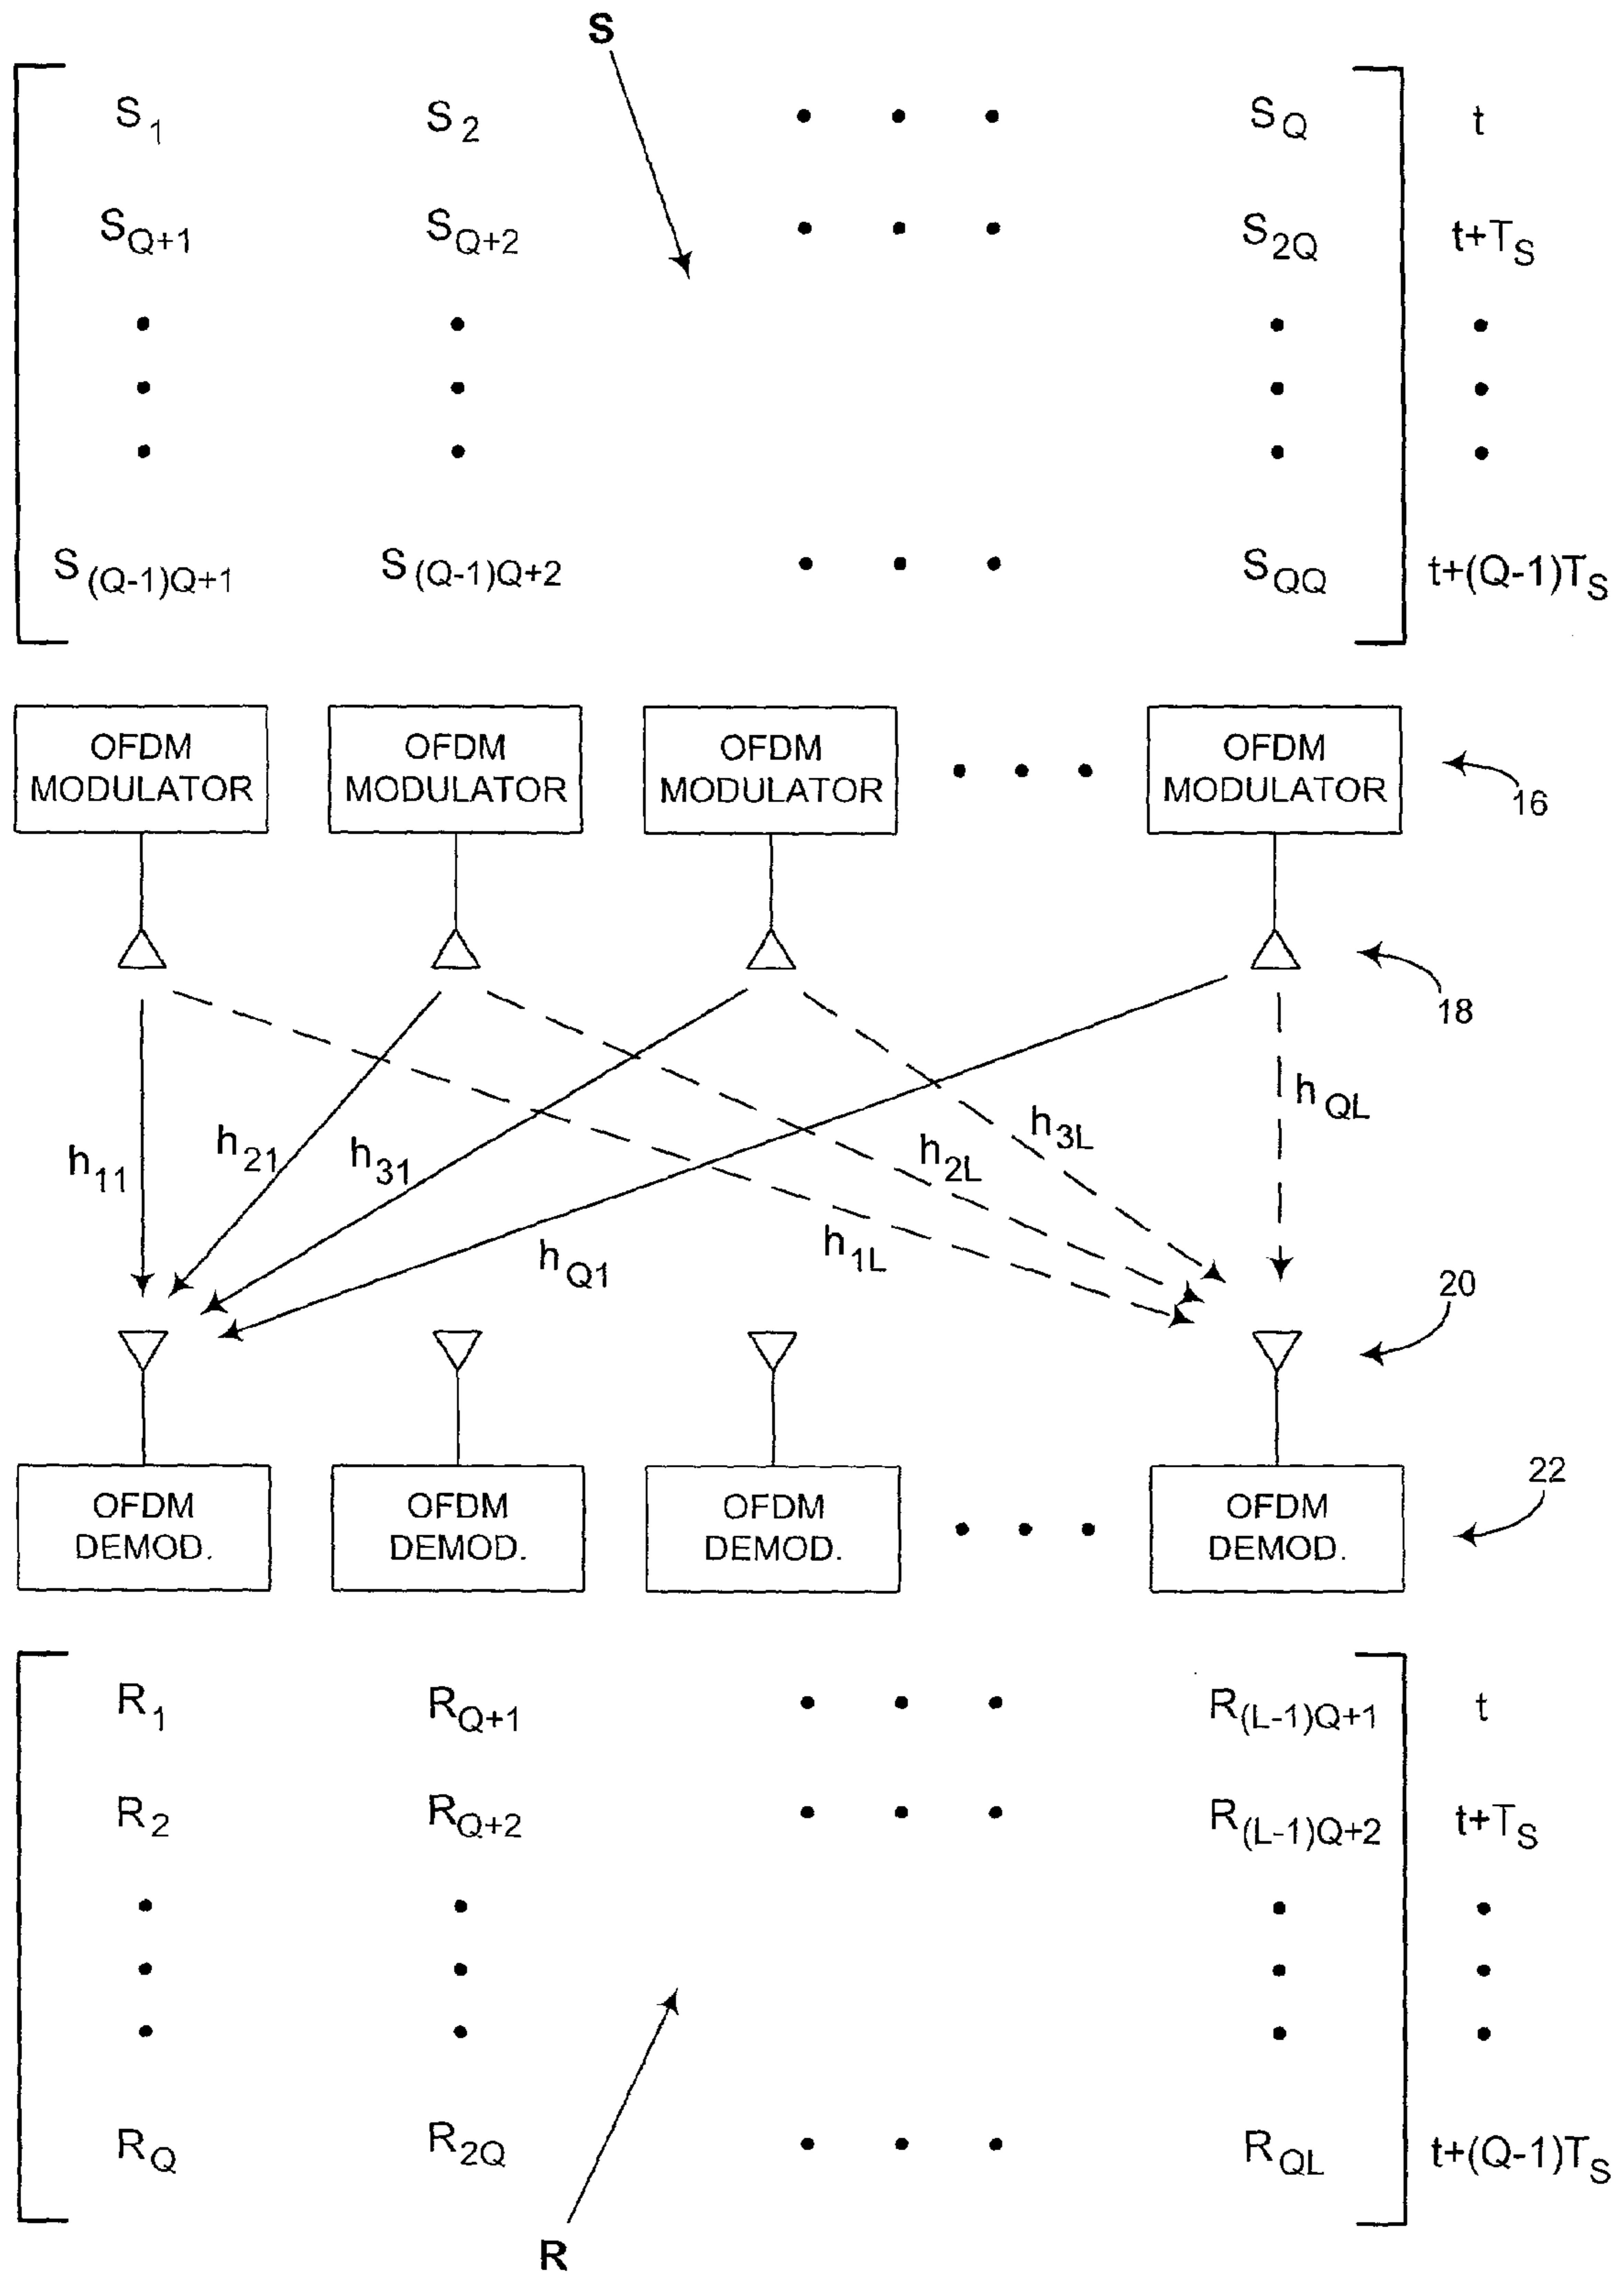 S
S1 S2 • • • SQ t
SQ+1 SQ+2 • • • S2Q t+TS
S(Q-1)Q+1 S(Q-1)Q+2 • • • SQQ t+(Q-1)TS
OFDM MODULATOR
OFDM MODULATOR
OFDM MODULATOR
• • •
OFDM MODULATOR
16
18
h11
h21
h31
hQ1
h1L
h2L
h3L
hQL
20
OFDM DEMOD.
OFDM DEMOD.
OFDM DEMOD.
• • •
OFDM DEMOD.
22
R1 RQ+1 • • • R(L-1)Q+1 t
R2 RQ+2 • • • R(L-1)Q+2 t+TS
RQ R2Q • • • RQL t+(Q-1)TS
R